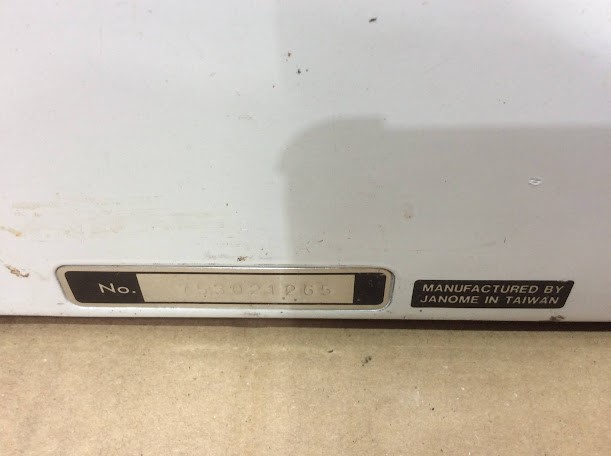 No.
MANUFACTURED BY
JANOME IN TAIWAN